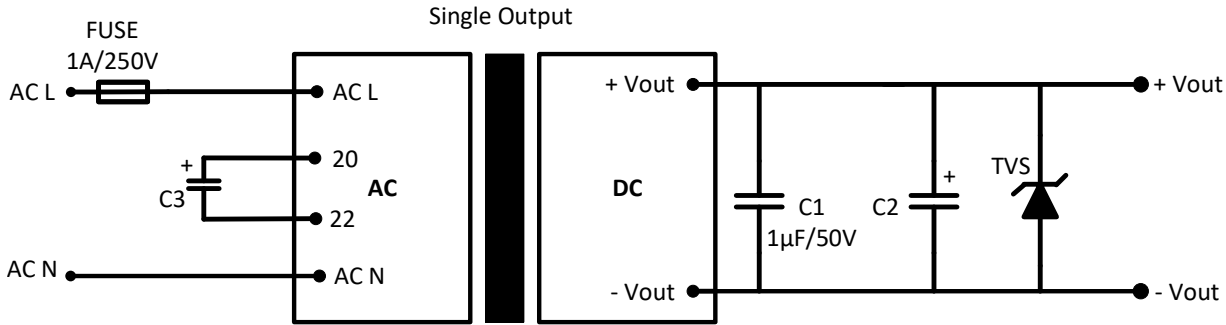 Single Output
FUSE
1A/250V
AC L
AC L
+
20
C3
22
AC N
AC N
AC
DC
+ Vout
- Vout
C1
1µF/50V
C2
+
TVS
+ Vout
- Vout